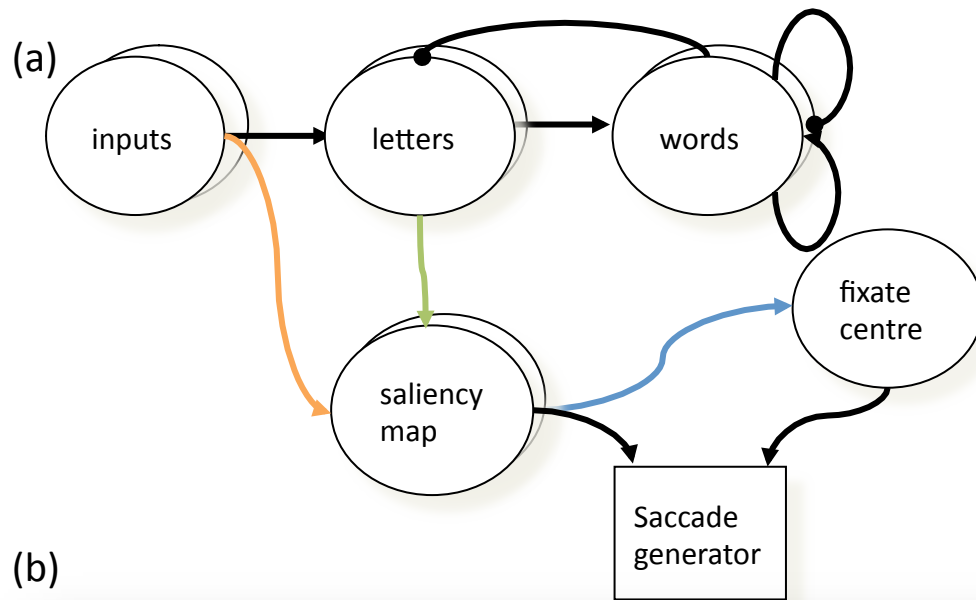 (a)
inputs
letters
words
fixate
centre
saliency
map
Saccade
generator
(b)